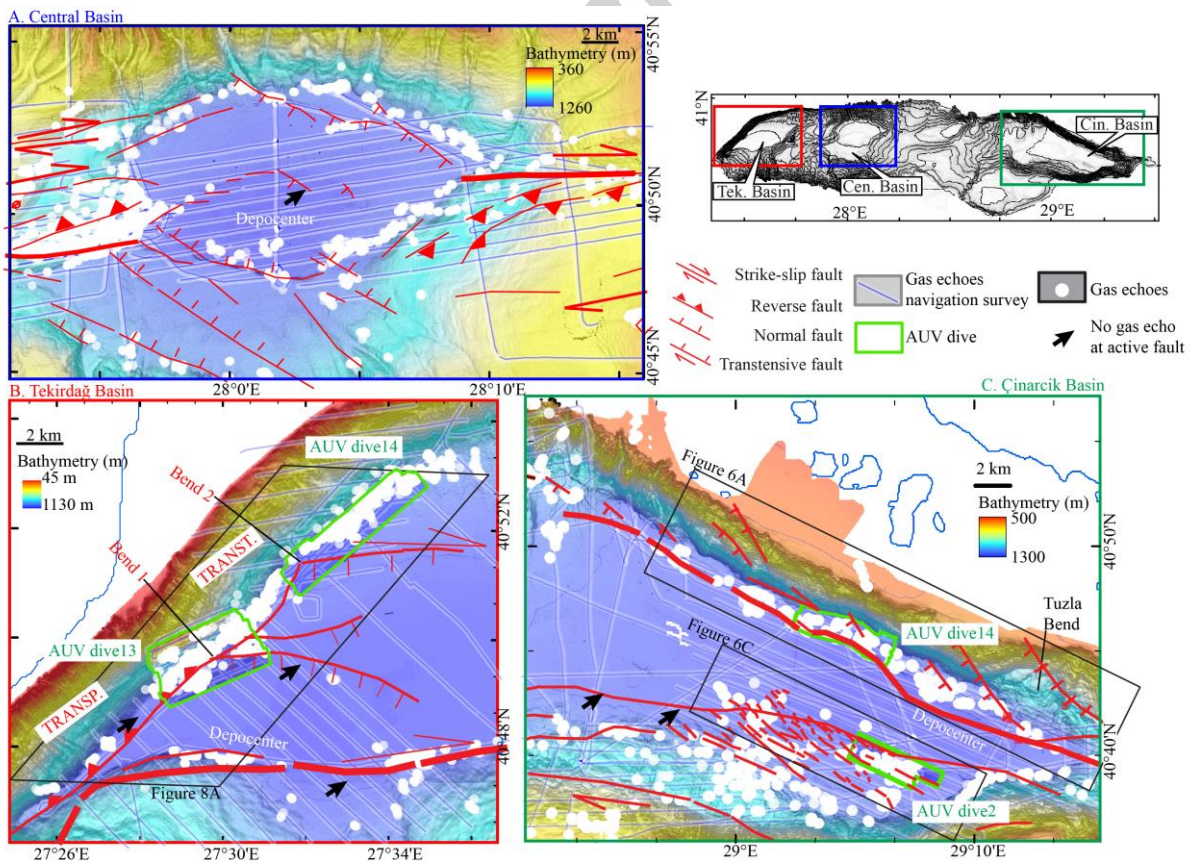 A. Central Basin
2 km
Bathymetry (m)
360
1260
Depocenter
40°55'N
40°50'N
40°45'N
28°0'E
28°10'E
41°N
Cin. Basin
Tek. Basin
Cen. Basin
28°E
29°E
Strike-slip fault
Reverse fault
Normal fault
Transtensive fault
Gas echoes
navigation survey
AUV dive
Gas echoes
No gas echo
at active fault
B. Tekirdağ Basin
2 km
Bathymetry (m)
45 m
1130 m
AUV dive14
Bend 2
TRANST.
Bend 1
AUV dive13
TRANSP.
Depocenter
Figure 8A
40°52'N
40°48'N
27°26'E
27°30'E
27°34'E
C. Çinarcik Basin
Figure 6A
2 km
Bathymetry (m)
500
1300
Tuzla
Bend
AUV dive14
Figure 6C
Depocenter
AUV dive2
40°50'N
40°40'N
29°E
29°10'E